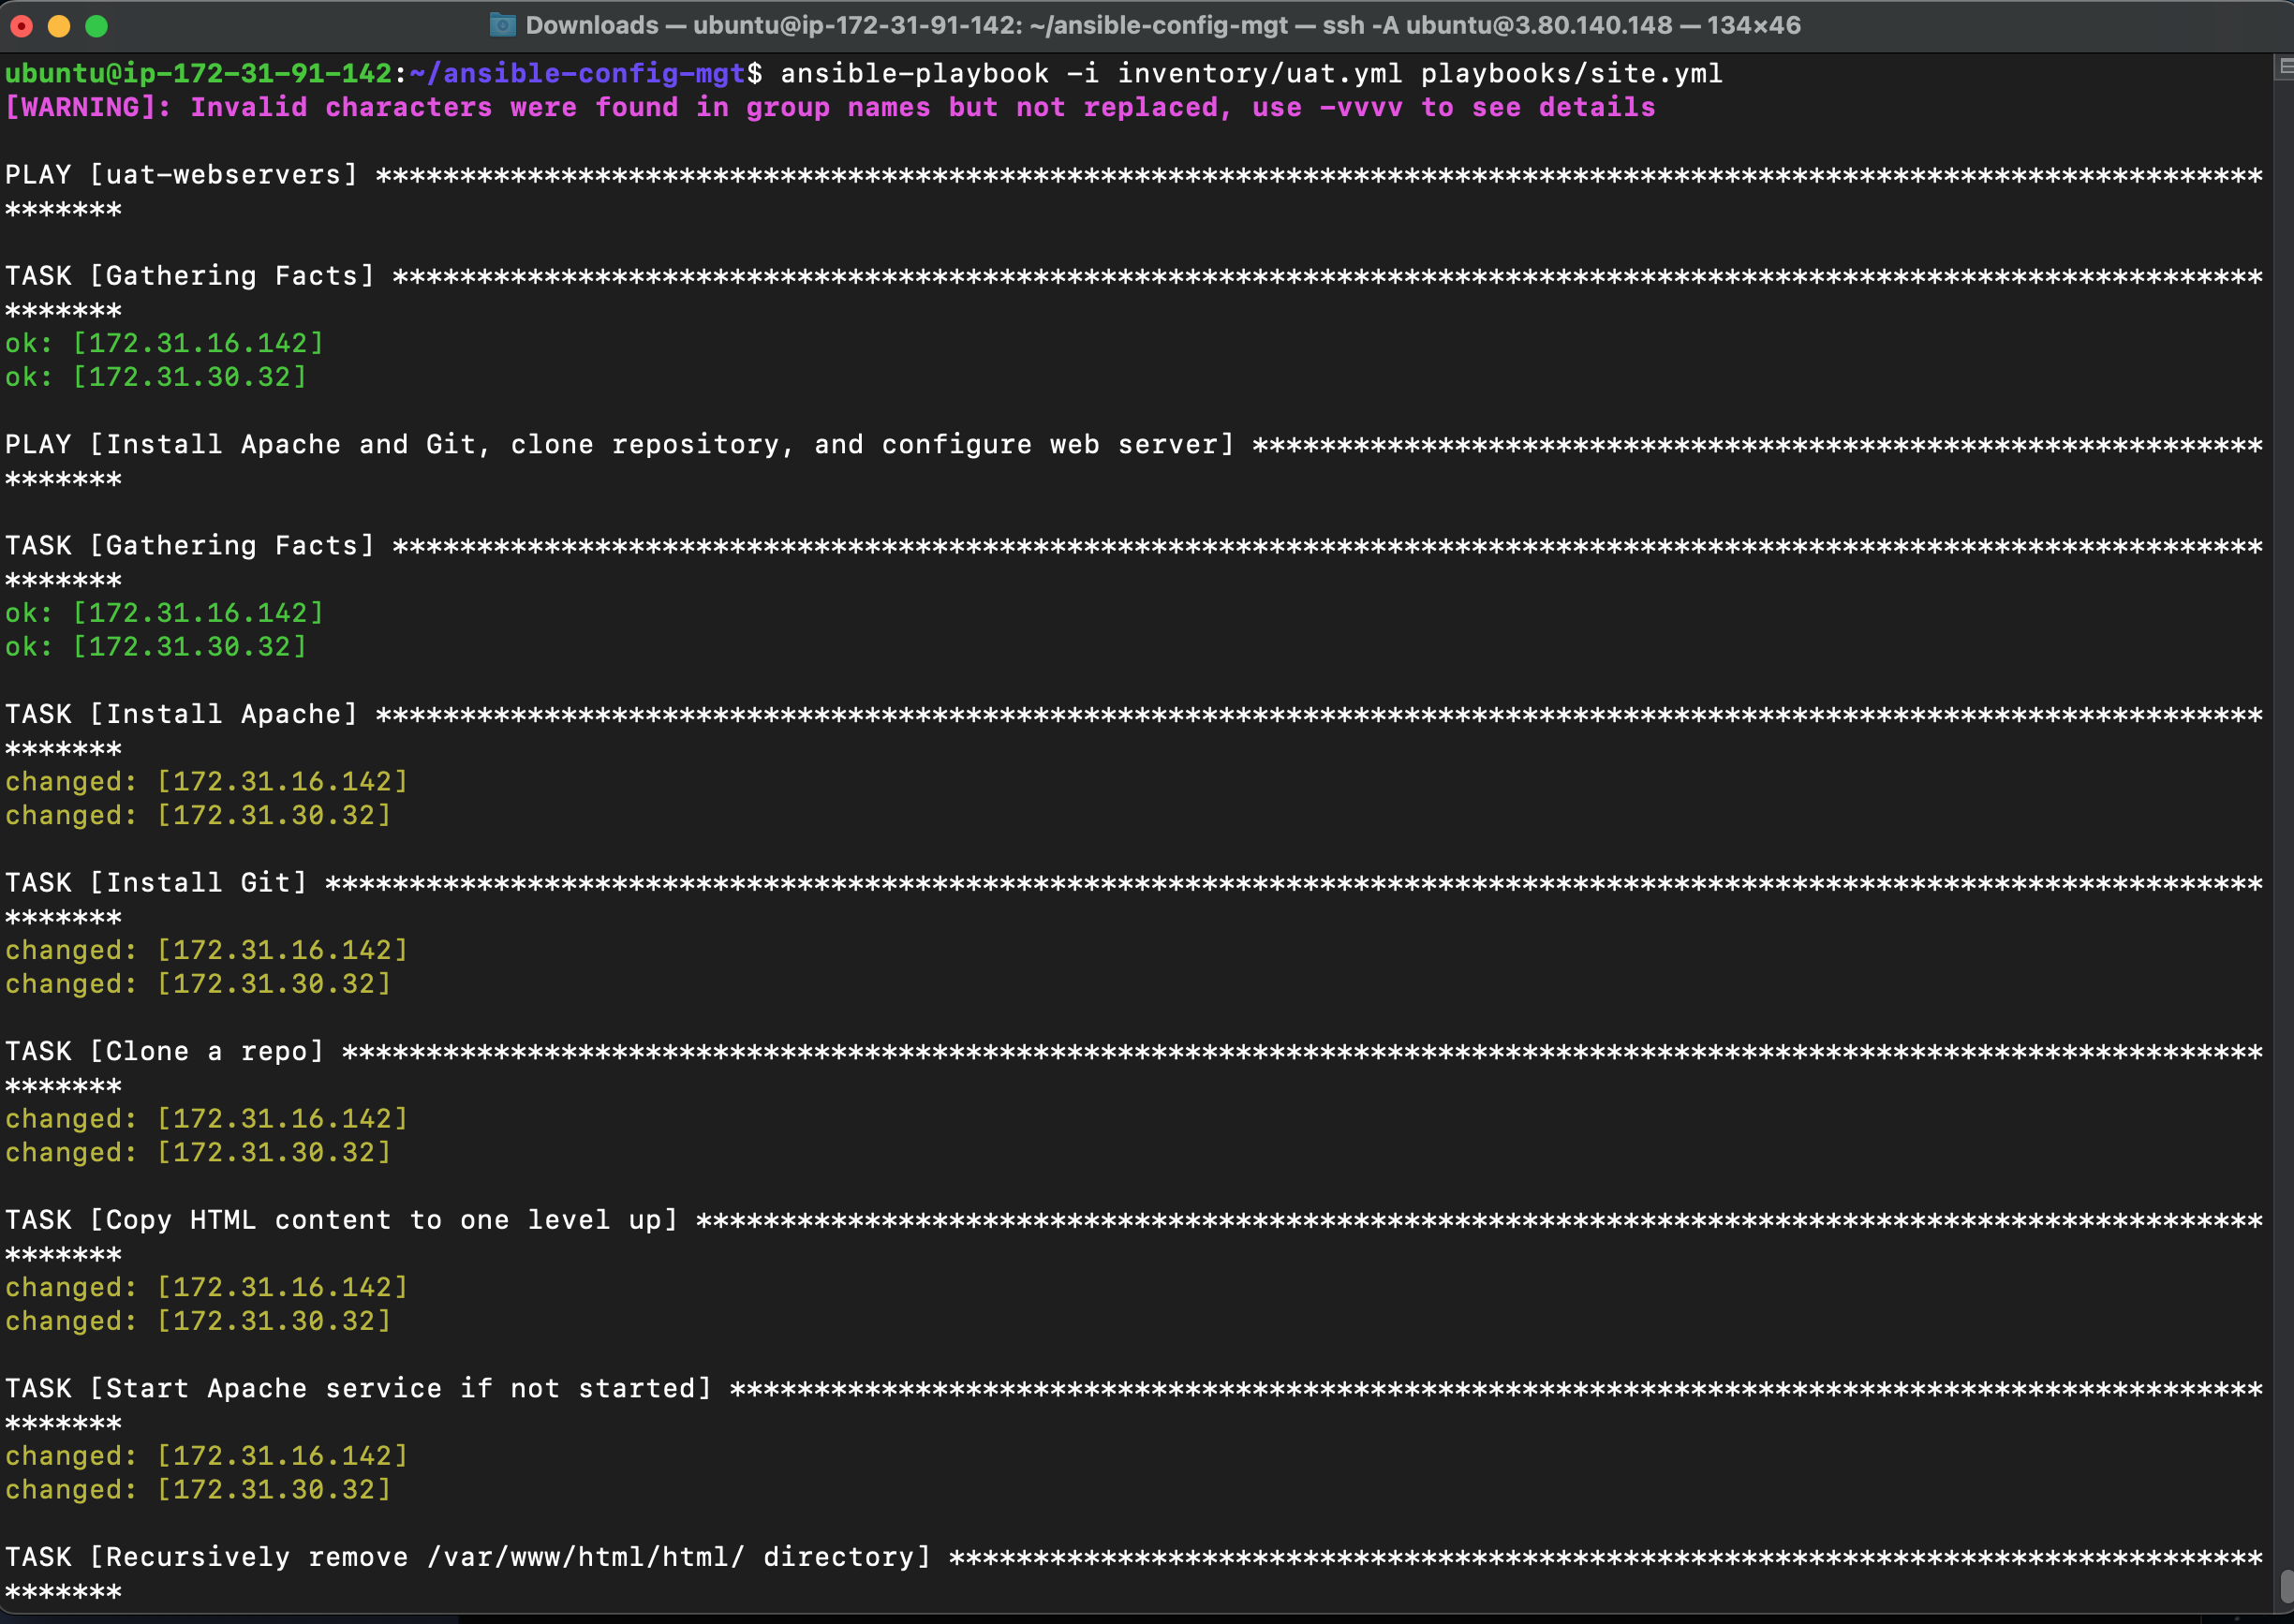 Downloads — ubuntu@ip-172-31-91-142: ~/ansible-config-mgt — ssh -A ubuntu@3.80.140.148 — 134×46
ubuntu@ip-172-31-91-142:~/ansible-config-mgt$ ansible-playbook -i inventory/uat.yml playbooks/site.yml
[WARNING]: Invalid characters were found in group names but not replaced, use -vvvv to see details
PLAY [uat-webservers] ****************************************************************************************************************
*******
TASK [Gathering Facts] ***************************************************************************************************************
*******
ok: [172.31.16.142]
ok: [172.31.30.32]
PLAY [Install Apache and Git, clone repository, and configure web server] ************************************************************
*******
TASK [Gathering Facts] ***************************************************************************************************************
*******
ok: [172.31.16.142]
ok: [172.31.30.32]
TASK [Install Apache] ****************************************************************************************************************
*******
changed: [172.31.16.142]
changed: [172.31.30.32]
TASK [Install Git] *******************************************************************************************************************
*******
changed: [172.31.16.142]
changed: [172.31.30.32]
TASK [Clone a repo] ******************************************************************************************************************
*******
changed: [172.31.16.142]
changed: [172.31.30.32]
TASK [Copy HTML content to one level up] *********************************************************************************************
*******
changed: [172.31.16.142]
changed: [172.31.30.32]
TASK [Start Apache service if not started] *******************************************************************************************
*******
changed: [172.31.16.142]
changed: [172.31.30.32]
TASK [Recursively remove /var/www/html/html/ directory] ******************************************************************************
*******